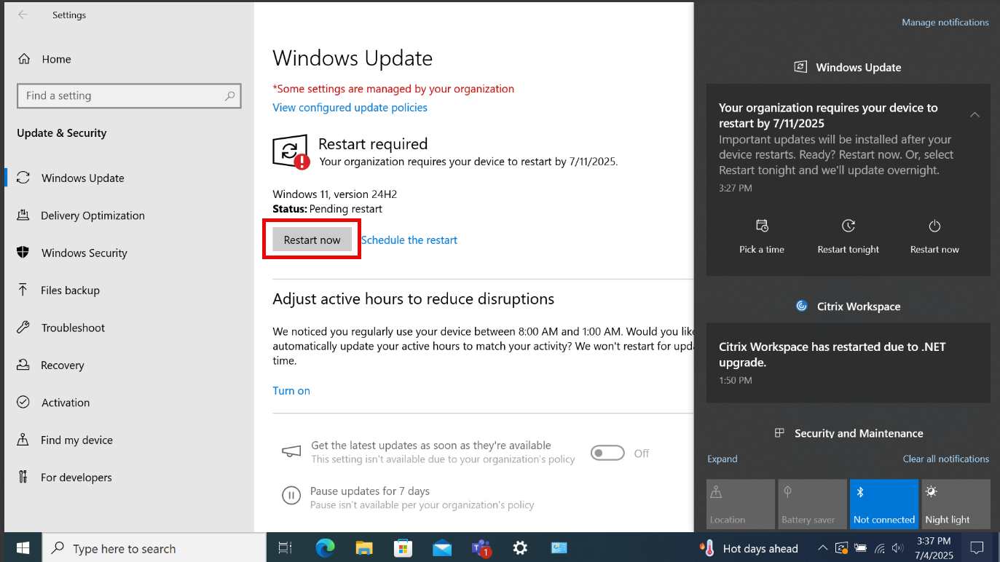 Settings
Home
Find a setting
Update & Security
Windows Update
Delivery Optimization
Windows Security
Files backup
Troubleshoot
Recovery
Activation
Find my device
For developers
Windows Update
*Some settings are managed by your organization
View configured update policies
Restart required
Your organization requires your device to restart by 7/11/2025.
Windows 11, version 24H2
Status: Pending restart
Restart now
Schedule the restart
Adjust active hours to reduce disruptions
We noticed you regularly use your device between 8:00 AM and 1:00 AM. Would you like
automatically update your active hours to match your activity? We won't restart for upd
time.
Turn on
Get the latest updates as soon as they're available
This setting isn't available due to your organization's policy
Off
Pause updates for 7 days
Pause isn't available per your organization's policy
Manage notifications
Windows Update
Your organization requires your device to
restart by 7/11/2025
Important updates will be installed after your
device restarts. Ready? Restart now. Or, select
Restart tonight and we'll update overnight.
3:27 PM
Pick a time
Restart tonight
Restart now
Citrix Workspace
Citrix Workspace has restarted due to .NET
upgrade.
1:50 PM
Security and Maintenance
Expand
Clear all notifications
Location
Battery saver
Not connected
Night light
Type here to search
1
Hot days ahead
3:37 PM
7/4/2025